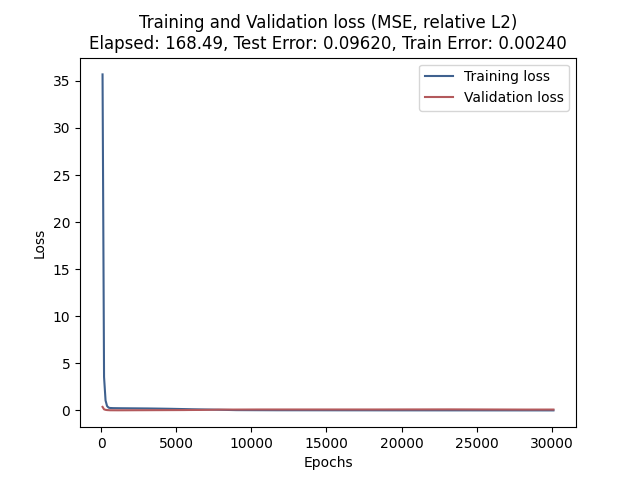 Training and Validation loss (MSE, relative L2)
Elapsed: 168.49, Test Error: 0.09620, Train Error: 0.00240
Training loss
Validation loss
35
30
25
20
15
10
5
0
Loss
0 5000 10000 15000 20000 25000 30000
Epochs